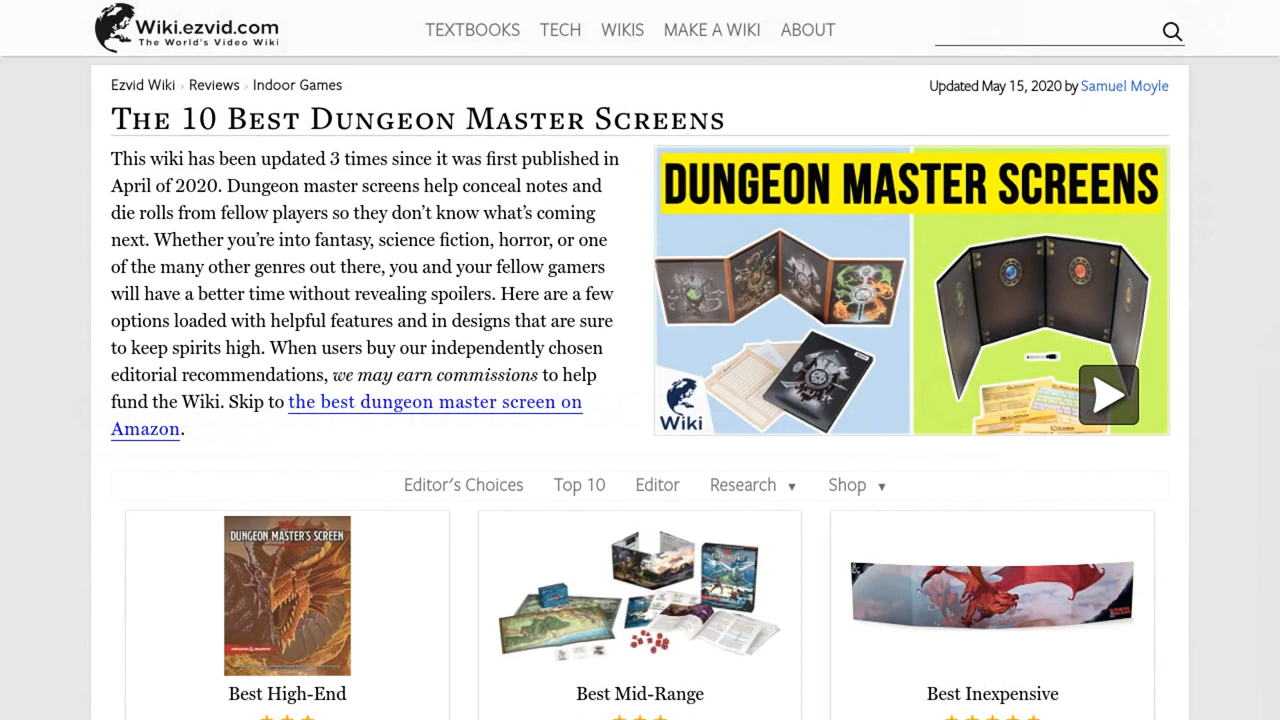 Wiki.ezvid.com
The World's Video Wiki
TEXTBOOKS TECH WIKIS MAKE A WIKI ABOUT
Ezvid Wiki › Reviews › Indoor Games
Updated May 15, 2020 by Samuel Moyle
The 10 Best Dungeon Master Screens
This wiki has been updated 3 times since it was first published in
April of 2020. Dungeon master screens help conceal notes and
die rolls from fellow players so they don't know what's coming
next. Whether you're into fantasy, science fiction, horror, or one
of the many other genres out there, you and your fellow gamers
will have a better time without revealing spoilers. Here are a few
options loaded with helpful features and in designs that are sure
to keep spirits high. When users buy our independently chosen
editorial recommendations, we may earn commissions to help
fund the Wiki. Skip to the best dungeon master screen on
Amazon.
DUNGEON MASTER SCREENS
Wiki
Editor's Choices Top 10 Editor Research ▼ Shop ▼
DUNGEON MASTER'S SCREEN
Best High-End
Best Mid-Range
Best Inexpensive